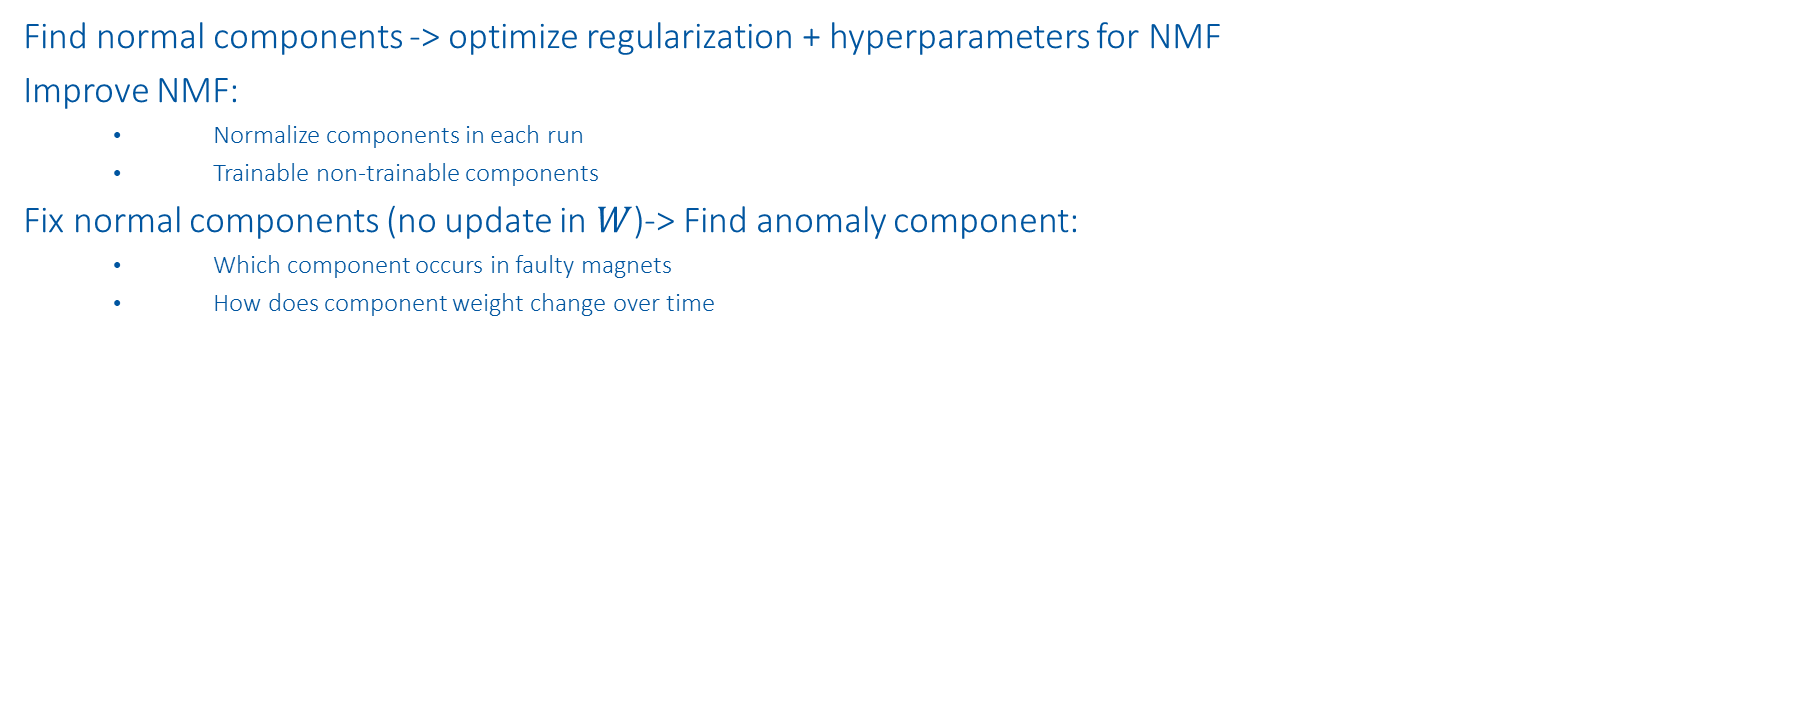 Find normal components -> optimize regularization + hyperparameters for NMF
Improve NMF:
• Normalize components in each run
• Trainable non-trainable components
Fix normal components (no update in W)-> Find anomaly component:
• Which component occurs in faulty magnets
• How does component weight change over time